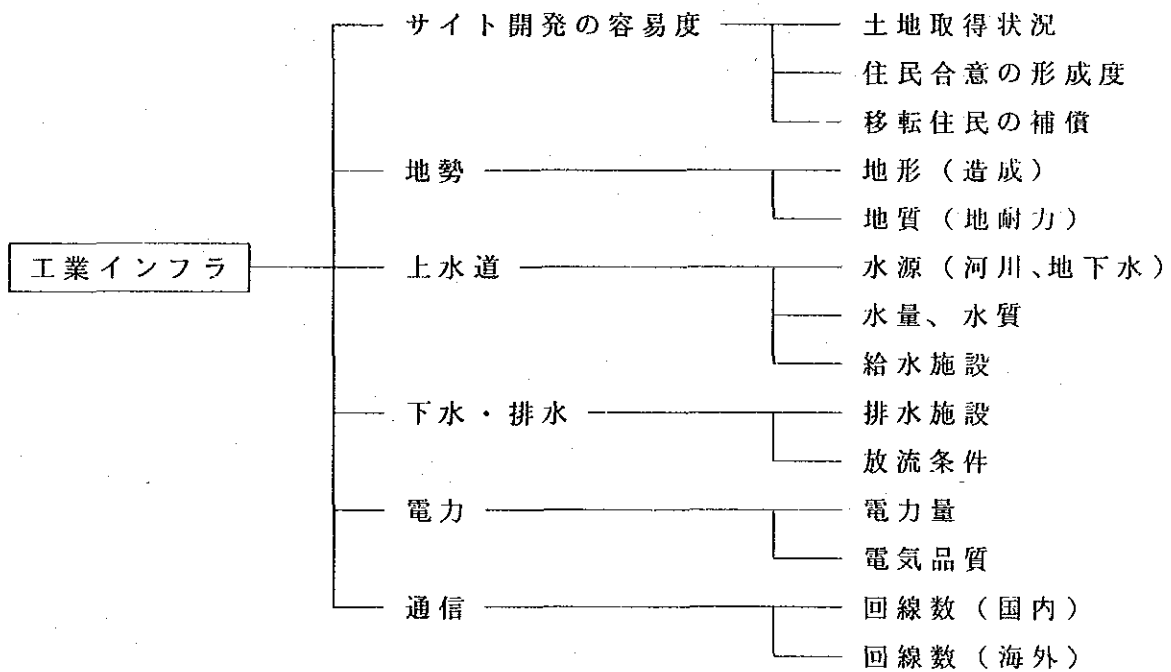 サイト開発の容易度 土地取得状況
住民合意の形成度
移転住民の補償
地勢 地形（造成）
地質（地耐力）
工業インフラ 上水道 水源（河川、地下水）
水量、水質
給水施設
下水・排水 排水施設
放流条件
電力 電力量
電気品質
通信 回線数（国内）
回線数（海外）